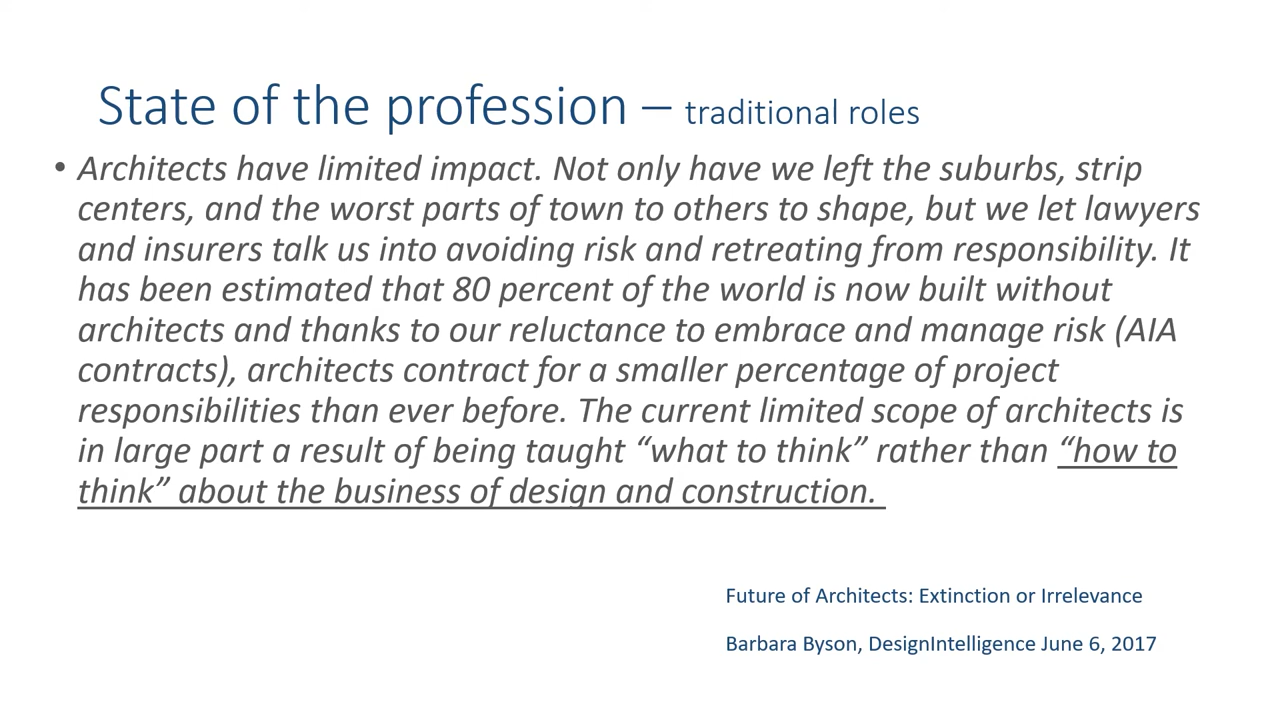 State of the profession – traditional roles
• Architects have limited impact. Not only have we left the suburbs, strip
centers, and the worst parts of town to others to shape, but we let lawyers
and insurers talk us into avoiding risk and retreating from responsibility. It
has been estimated that 80 percent of the world is now built without
architects and thanks to our reluctance to embrace and manage risk (AIA
contracts), architects contract for a smaller percentage of project
responsibilities than ever before. The current limited scope of architects is
in large part a result of being taught “what to think” rather than “how to
think” about the business of design and construction.
Future of Architects: Extinction or Irrelevance
Barbara Byson, DesignIntelligence June 6, 2017